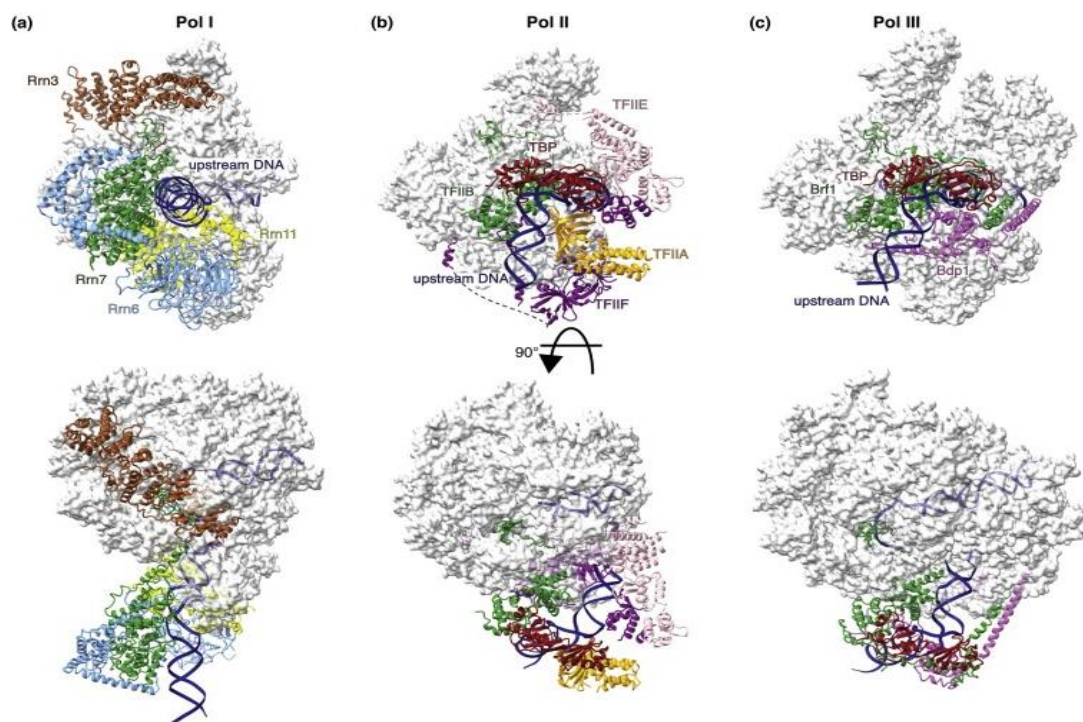 (a) Pol I
(b) Pol II
(c) Pol III
Rrn3
upstream DNA
Rrn11
Rrn7
Rrn6
TFIIE
TBP
TFIIB
TFIIA
upstream DNA
TFIIF
TBP
Brf1
Bdp1
upstream DNA
90°